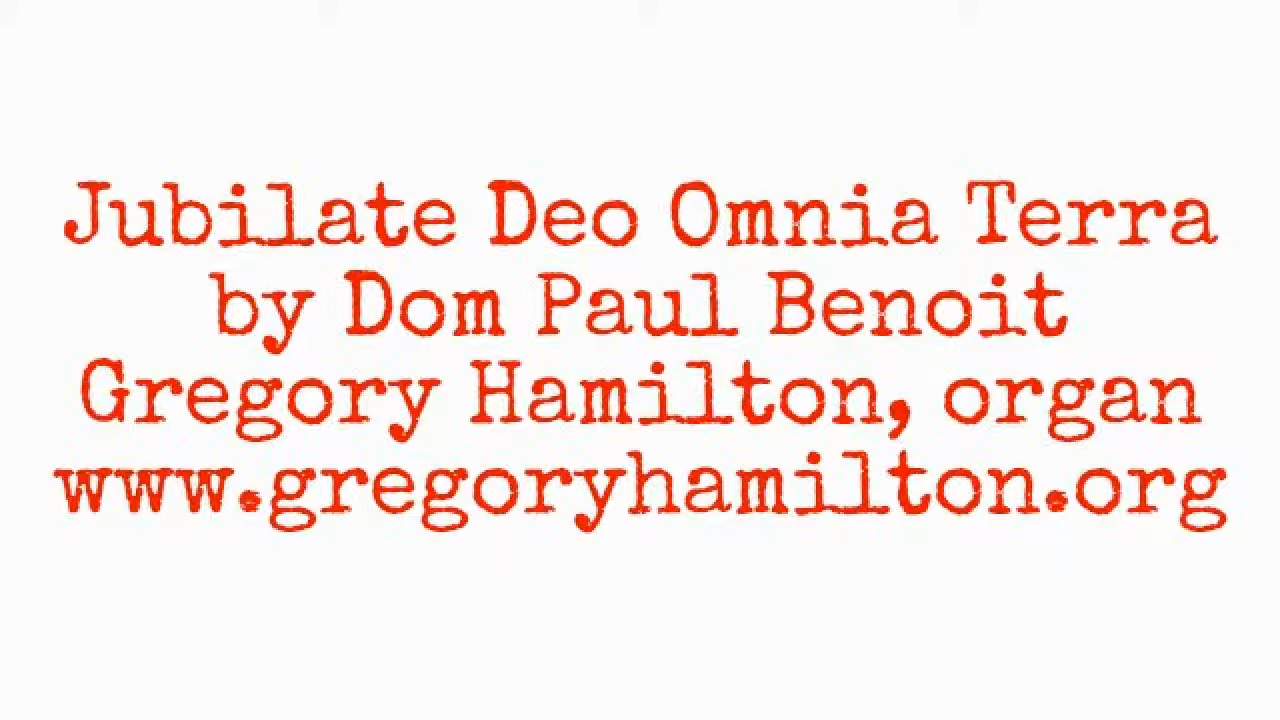 Jubilate Deo Omnia Terra
by Dom Paul Benoit
Gregory Hamilton, organ
www.gregoryhamilton.org